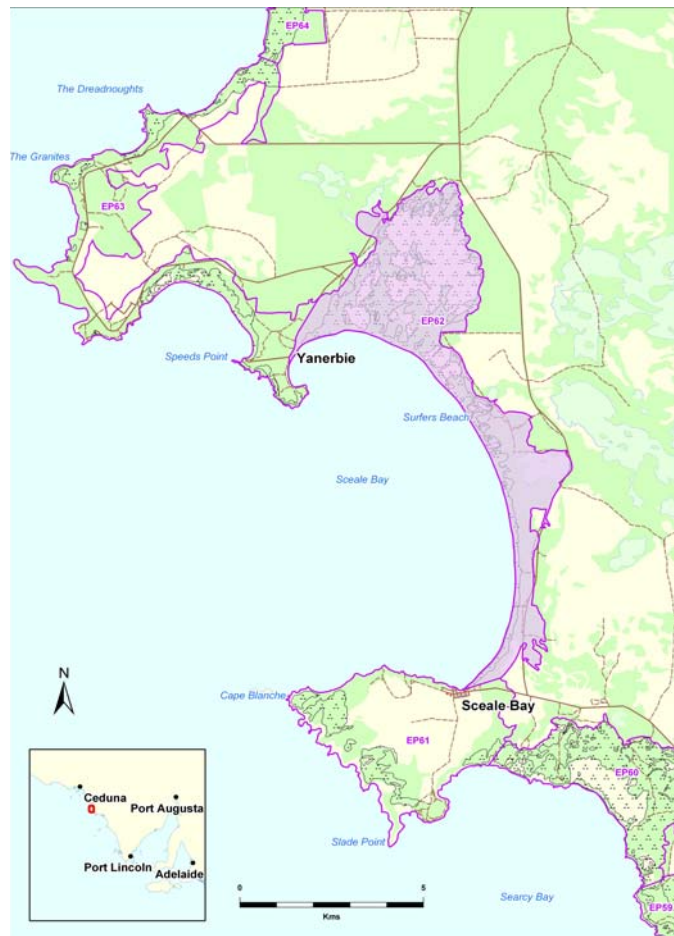 EP64
The Dreadnoughts
The Granites
EP63
EP62
Speeds Point
Yanerbie
Surfers Beach
Sceale Bay
N
Cape Blanche
Sceale Bay
EP61
EP60
Ceduna
Port Augusta
Slade Point
Port Lincoln
Adelaide
0 5
Kms
Searcy Bay
EP59